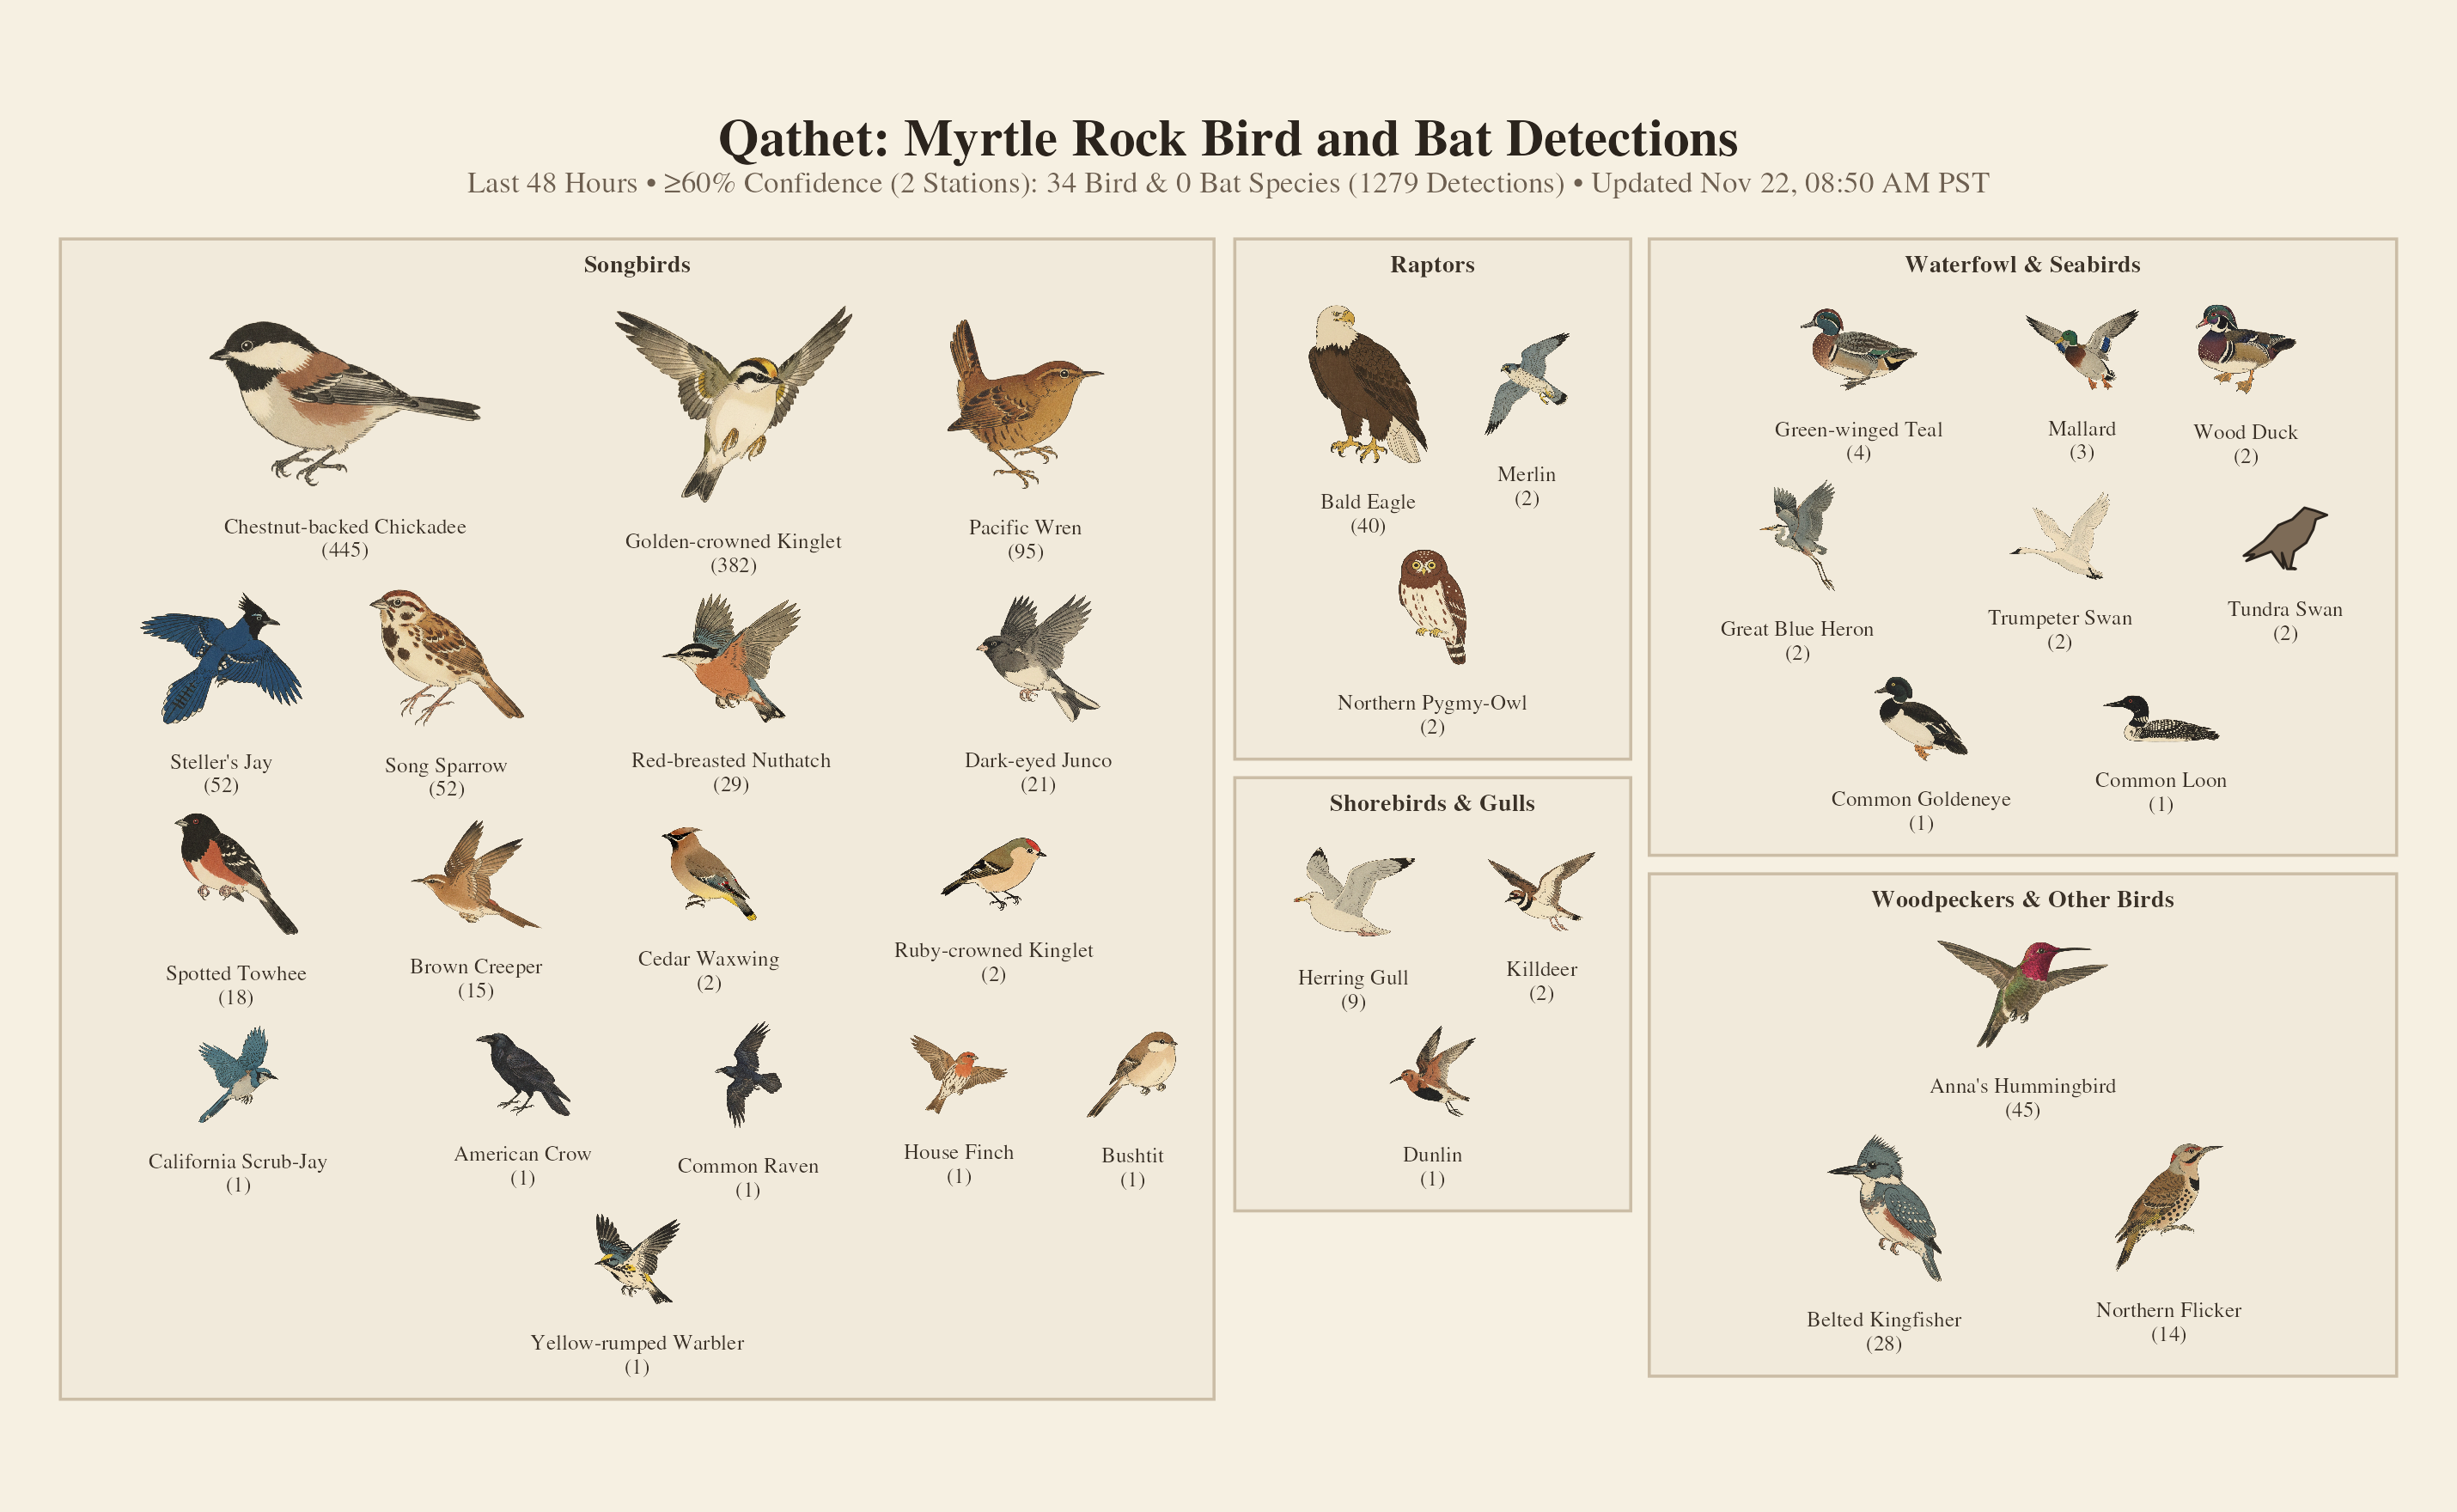 Qathet: Myrtle Rock Bird and Bat Detections
Last 48 Hours • ≥60% Confidence (2 Stations): 34 Bird & 0 Bat Species (1279 Detections) • Updated Nov 22, 08:50 AM PST
Songbirds
Chestnut-backed Chickadee
(445)
Golden-crowned Kinglet
(382)
Pacific Wren
(95)
Steller's Jay
(52)
Song Sparrow
(52)
Red-breasted Nuthatch
(29)
Dark-eyed Junco
(21)
Spotted Towhee
(18)
Brown Creeper
(15)
Cedar Waxwing
(2)
Ruby-crowned Kinglet
(2)
California Scrub-Jay
(1)
American Crow
(1)
Common Raven
(1)
House Finch
(1)
Bushtit
(1)
Yellow-rumped Warbler
(1)
Raptors
Bald Eagle
(40)
Merlin
(2)
Northern Pygmy-Owl
(2)
Shorebirds & Gulls
Herring Gull
(9)
Killdeer
(2)
Dunlin
(1)
Waterfowl & Seabirds
Green-winged Teal
(4)
Mallard
(3)
Wood Duck
(2)
Great Blue Heron
(2)
Trumpeter Swan
(2)
Tundra Swan
(2)
Common Goldeneye
(1)
Common Loon
(1)
Woodpeckers & Other Birds
Anna's Hummingbird
(45)
Belted Kingfisher
(28)
Northern Flicker
(14)